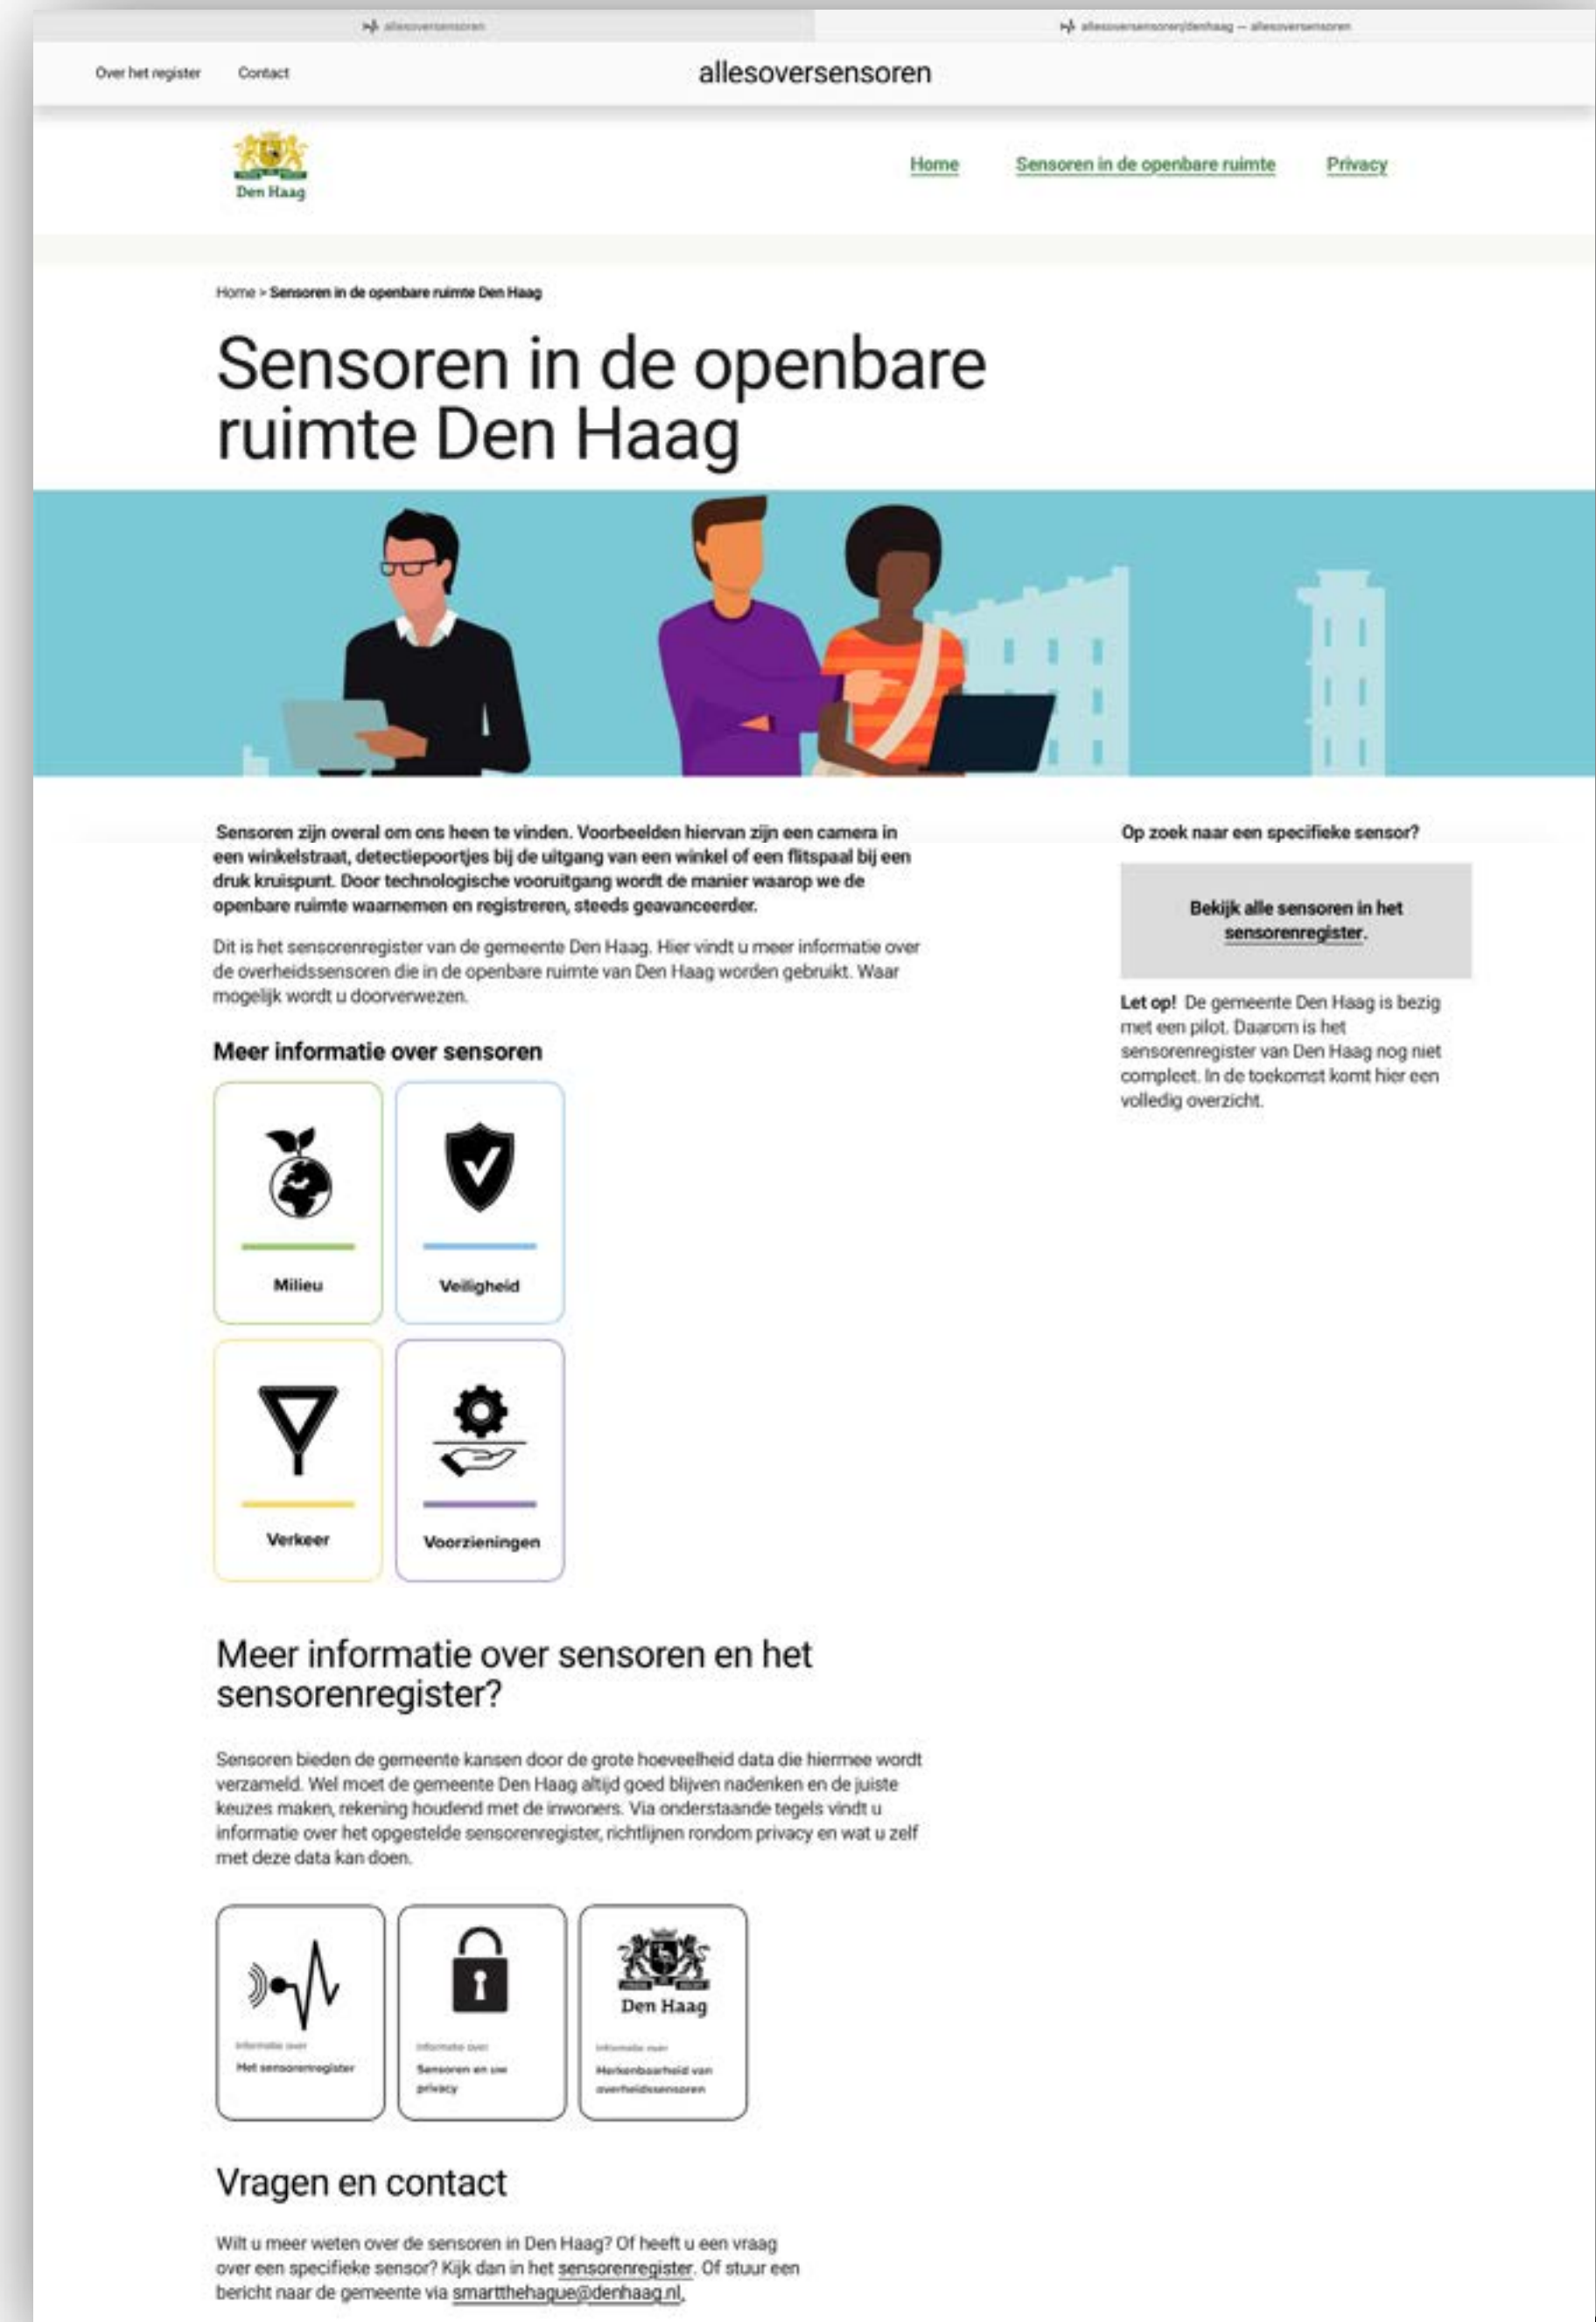 allesoversensoren
allesoversensoren/denhaag — allesoversensoren
Over het register
Contact
allesoversensoren
Den Haag
Home
Sensoren in de openbare ruimte
Privacy
Home > Sensoren in de openbare ruimte Den Haag
Sensoren in de openbare
ruimte Den Haag
Sensoren zijn overal om ons heen te vinden. Voorbeelden hiervan zijn een camera in
een winkelstraat, detectiepoortjes bij de uitgang van een winkel of een flitspaal bij een
druk kruispunt. Door technologische vooruitgang wordt de manier waarop we de
openbare ruimte waarnemen en registreren, steeds geavanceerder.
Dit is het sensorenregister van de gemeente Den Haag. Hier vindt u meer informatie over
de overheidssensoren die in de openbare ruimte van Den Haag worden gebruikt. Waar
mogelijk wordt u doorverwezen.
Op zoek naar een specifieke sensor?
Bekijk alle sensoren in het
sensorenregister.
Let op! De gemeente Den Haag is bezig
met een pilot. Daarom is het
sensorenregister van Den Haag nog niet
compleet. In de toekomst komt hier een
volledig overzicht.
Meer informatie over sensoren
Milieu
Veiligheid
Verkeer
Voorzieningen
Meer informatie over sensoren en het
sensorenregister?
Sensoren bieden de gemeente kansen door de grote hoeveelheid data die hiermee wordt
verzameld. Wel moet de gemeente Den Haag altijd goed blijven nadenken en de juiste
keuzes maken, rekening houdend met de inwoners. Via onderstaande tegels vindt u
informatie over het opgestelde sensorenregister, richtlijnen rondom privacy en wat u zelf
met deze data kan doen.
Informatie over
Het sensorenregister
Informatie over
Sensoren en uw
privacy
Den Haag
Informatie over
Herkenbaarheid van
overheidssensoren
Vragen en contact
Wilt u meer weten over de sensoren in Den Haag? Of heeft u een vraag
over een specifieke sensor? Kijk dan in het sensorenregister. Of stuur een
bericht naar de gemeente via smartthehague@denhaag.nl.